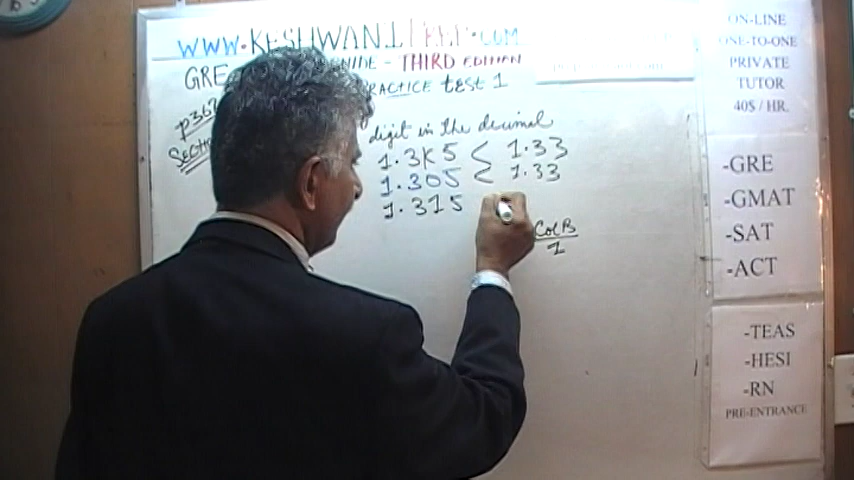 WWW.KESHWANI PREP.COM
GRE GUIDE - THIRD EDITION
PRACTICE tEST 1
P362
SECTION
digit in the decimal
1.3K5 < 1.33
1.305 < 1.33
1.315
Col B
1
ON-LINE
ONE-TO-ONE
PRIVATE
TUTOR
40$ / HR.
-GRE
-GMAT
-SAT
-ACT
-TEAS
-HESI
-RN
PRE-ENTRANCE